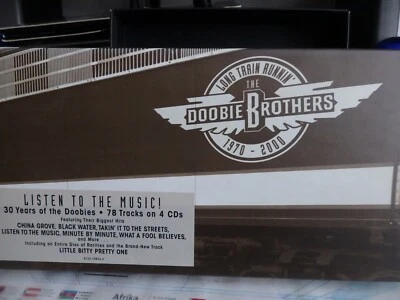 LONG TRAIN RUNNIN'
THE
DOOBIE BROTHERS
1970 - 2000
LISTEN TO THE MUSIC!
30 Years of the Doobies • 78 Tracks on 4 CDs
Featuring Their Biggest Hits
CHINA GROVE, BLACK WATER, TAKIN' IT TO THE STREETS,
LISTEN TO THE MUSIC, MINUTE BY MINUTE, WHAT A FOOL BELIEVES,
and More
Including an Entire Disc of Rarities and the Brand-New Track
LITTLE BITTY PRETTY ONE
Afrika